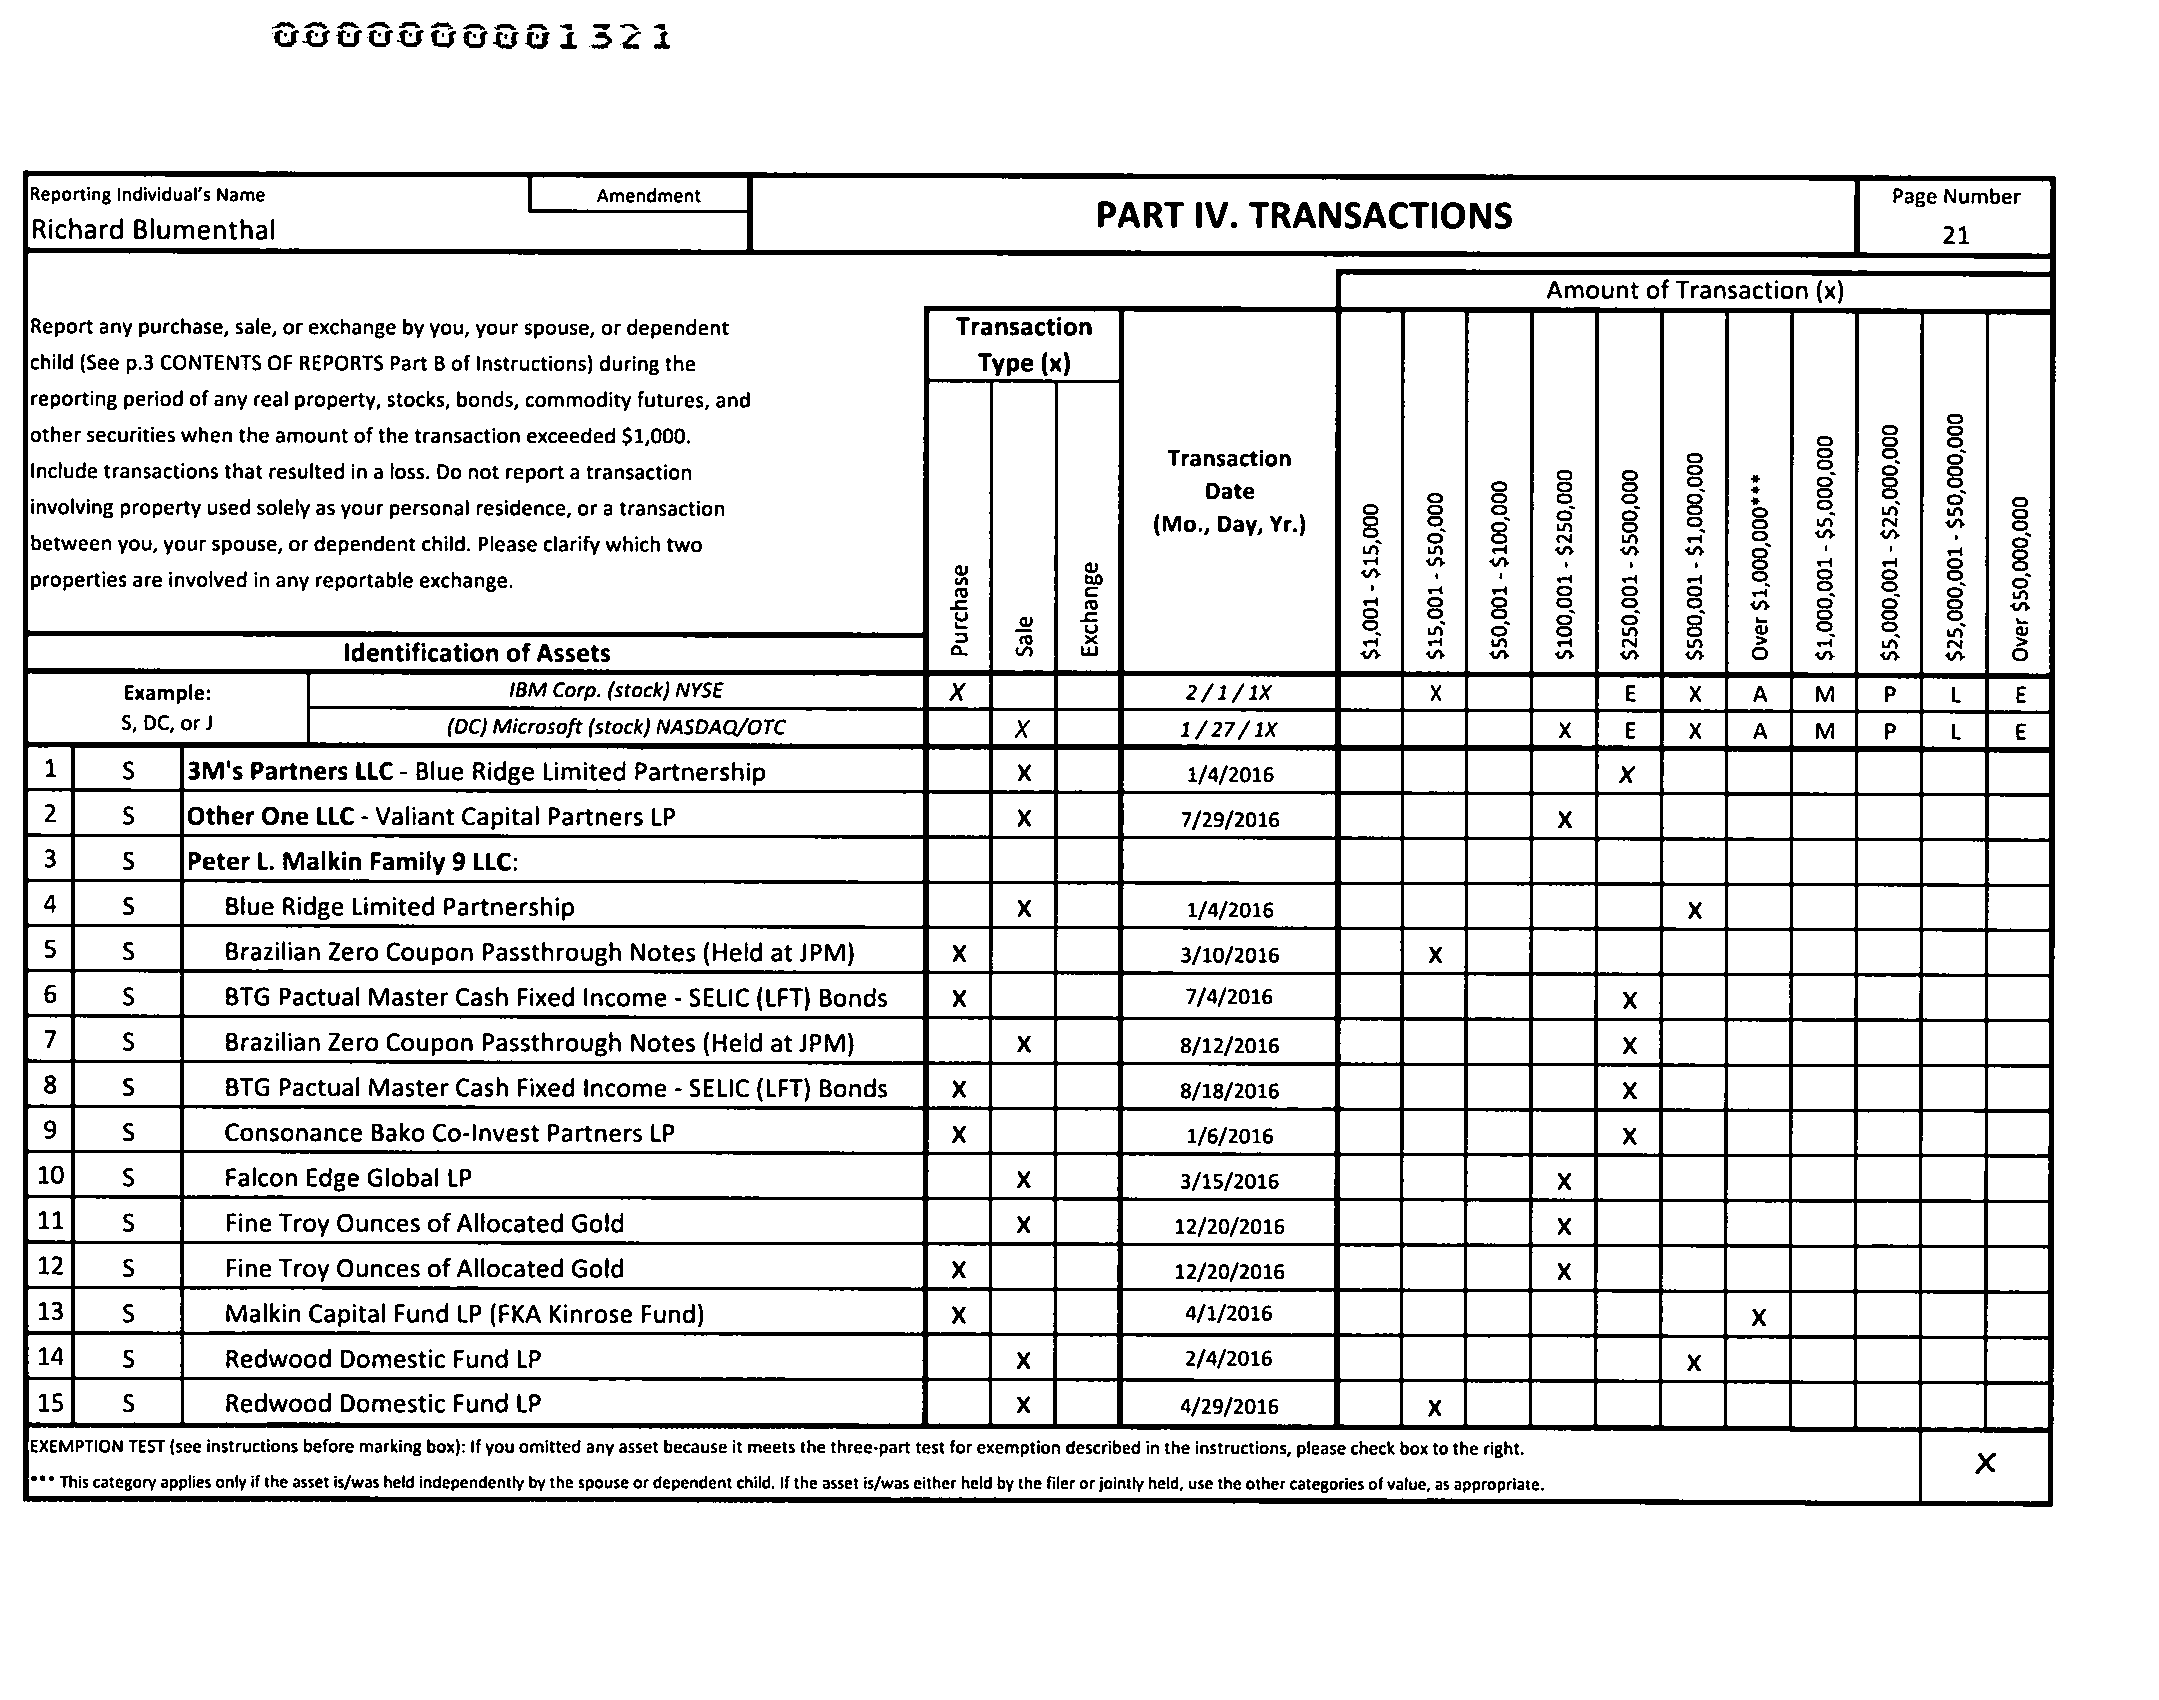 0000000001321
Reporting Individual's Name
Amendment
Richard Blumenthal
PART IV. TRANSACTIONS
Page Number
21
Report any purchase, sale, or exchange by you, your spouse, or dependent
child (See p.3 CONTENTS OF REPORTS Part B of Instructions) during the
reporting period of any real property, stocks, bonds, commodity futures, and
other securities when the amount of the transaction exceeded $1,000.
Include transactions that resulted in a loss. Do not report a transaction
involving property used solely as your personal residence, or a transaction
between you, your spouse, or dependent child. Please clarify which two
properties are involved in any reportable exchange.
Identification of Assets
Transaction
Type (x)
Purchase
Sale
Exchange
Transaction
Date
(Mo., Day, Yr.)
Amount of Transaction (x)
$1,001 - $15,000
$15,001 - $50,000
$50,001 - $100,000
$100,001 - $250,000
$250,001 - $500,000
$500,001 - $1,000,000
Over $1,000,000***
$1,000,001 - $5,000,000
$5,000,001 - $25,000,000
$25,000,001 - $50,000,000
Over $50,000,000
Example:
S, DC, or J
IBM Corp. (stock) NYSE X 2 / 1 / 1X X E X A M P L E
(DC) Microsoft (stock) NASDAQ/OTC X 1 / 27 / 1X X E X A M P L E
1 S 3M's Partners LLC - Blue Ridge Limited Partnership X 1/4/2016 X
2 S Other One LLC - Valiant Capital Partners LP X 7/29/2016 X
3 S Peter L. Malkin Family 9 LLC:
4 S Blue Ridge Limited Partnership X 1/4/2016 X
5 S Brazilian Zero Coupon Passthrough Notes (Held at JPM) X 3/10/2016 X
6 S BTG Pactual Master Cash Fixed Income - SELIC (LFT) Bonds X 7/4/2016 X
7 S Brazilian Zero Coupon Passthrough Notes (Held at JPM) X 8/12/2016 X
8 S BTG Pactual Master Cash Fixed Income - SELIC (LFT) Bonds X 8/18/2016 X
9 S Consonance Bako Co-Invest Partners LP X 1/6/2016 X
10 S Falcon Edge Global LP X 3/15/2016 X
11 S Fine Troy Ounces of Allocated Gold X 12/20/2016 X
12 S Fine Troy Ounces of Allocated Gold X 12/20/2016 X
13 S Malkin Capital Fund LP (FKA Kinrose Fund) X 4/1/2016 X
14 S Redwood Domestic Fund LP X 2/4/2016 X
15 S Redwood Domestic Fund LP X 4/29/2016 X
EXEMPTION TEST (see instructions before marking box): If you omitted any asset because it meets the three-part test for exemption described in the instructions, please check box to the right.
X
*** This category applies only if the asset is/was held independently by the spouse or dependent child. If the asset is/was either held by the filer or jointly held, use the other categories of value, as appropriate.